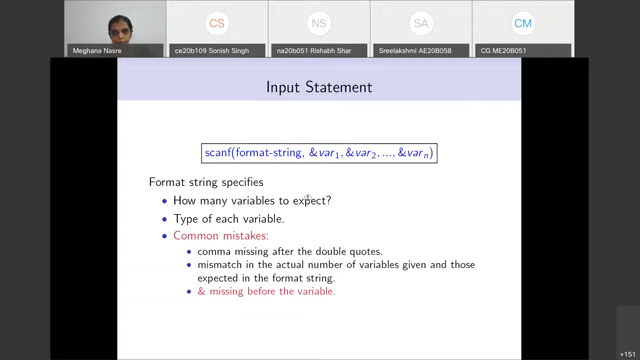 CS
NS
SA
CM
Meghana Nasre
ce20b109 Sonish Singh
na20b051 Rishabh Shar
Sreelakshmi AE20B058
CG ME20B051
Input Statement
scanf(format-string, &var1, &var2, ..., &varn)
Format string specifies
• How many variables to expect?
• Type of each variable.
• Common mistakes:
• comma missing after the double quotes.
• mismatch in the actual number of variables given and those
expected in the format string.
• & missing before the variable.
+151